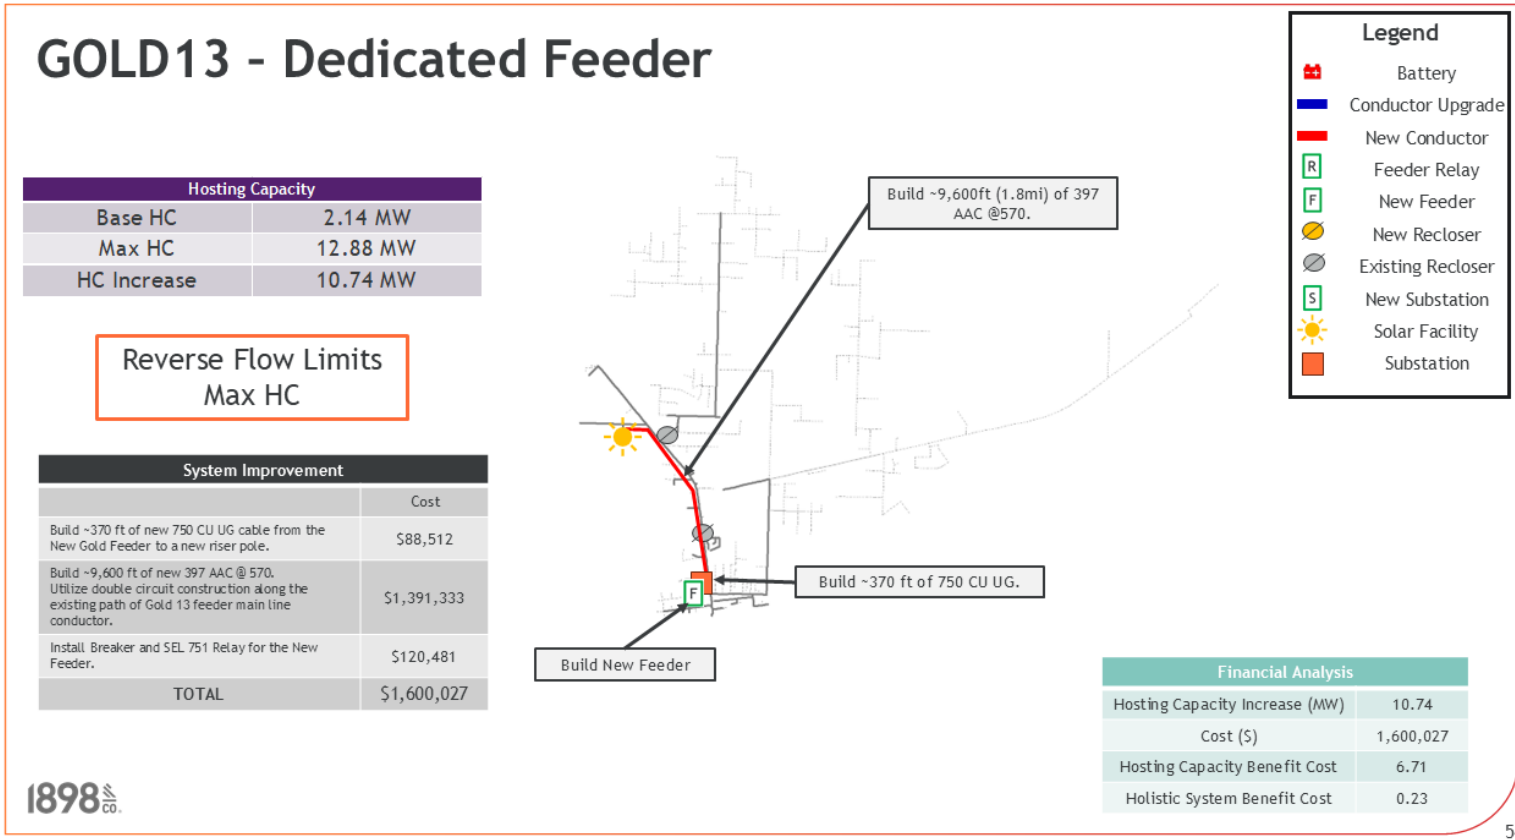 GOLD13 – Dedicated Feeder
Hosting Capacity
Base HC 2.14 MW
Max HC 12.88 MW
HC Increase 10.74 MW
Reverse Flow Limits
Max HC
System Improvement
Cost
Build ~370 ft of new 750 CU UG cable from the
New Gold Feeder to a new riser pole.
$88,512
Build ~9,600 ft of new 397 AAC @ 570.
Utilize double circuit construction along the
existing path of Gold 13 feeder main line
conductor.
$1,391,333
Install Breaker and SEL 751 Relay for the New
Feeder.
$120,481
TOTAL $1,600,027
Build ~9,600ft (1.8mi) of 397
AAC @570.
Build ~370 ft of 750 CU UG.
F
Build New Feeder
Legend
Battery
Conductor Upgrade
New Conductor
R Feeder Relay
F New Feeder
New Recloser
Existing Recloser
S New Substation
Solar Facility
Substation
Financial Analysis
Hosting Capacity Increase (MW) 10.74
Cost ($) 1,600,027
Hosting Capacity Benefit Cost 6.71
Holistic System Benefit Cost 0.23
1898 & CO.
5